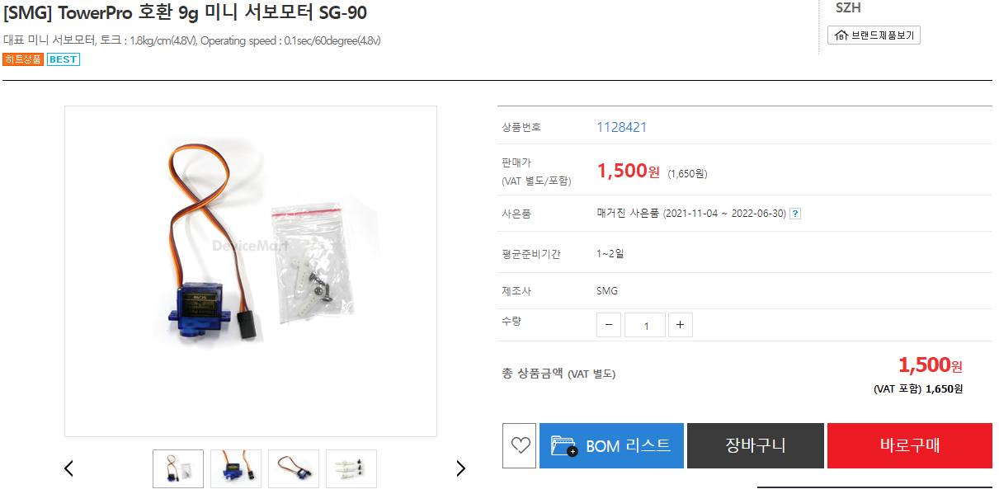 [SMG] TowerPro 호환 9g 미니 서보모터 SG-90
대표 미니 서보모터, 토크 : 1.8kg/cm(4.8V), Operating speed : 0.1sec/60degree(4.8v)
히트상품 BEST
SZH
브랜드제품보기
DeviceMart
상품번호 1128421
판매가
(VAT 별도/포함) 1,500원 (1,650원)
사은품 매거진 사은품 (2021-11-04 ~ 2022-06-30) ?
평균준비기간 1~2일
제조사 SMG
수량 - 1 +
총 상품금액 (VAT 별도) 1,500원
(VAT 포함) 1,650원
BOM 리스트 장바구니 바로구매